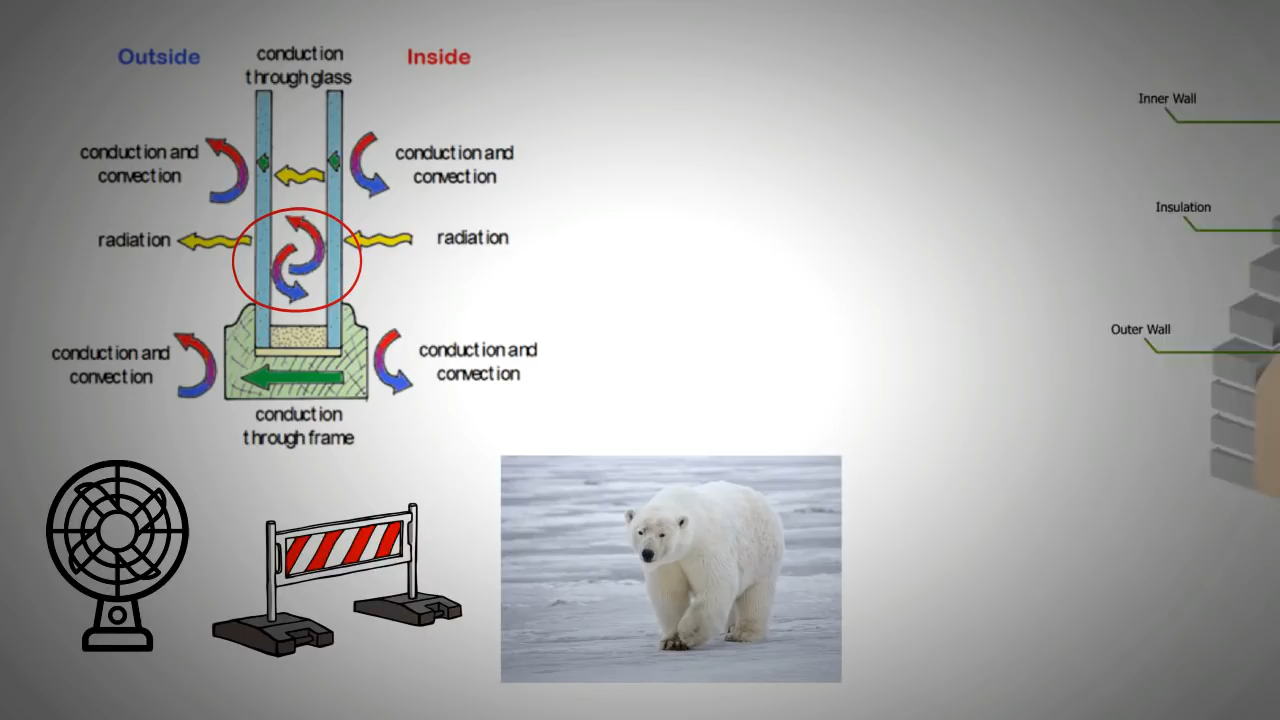 Outside
conduction
through glass
Inside
conduction and
convection
conduction and
convection
radiation
radiation
conduction and
convection
conduction and
convection
conduction
through frame
Inner Wall
Insulation
Outer Wall